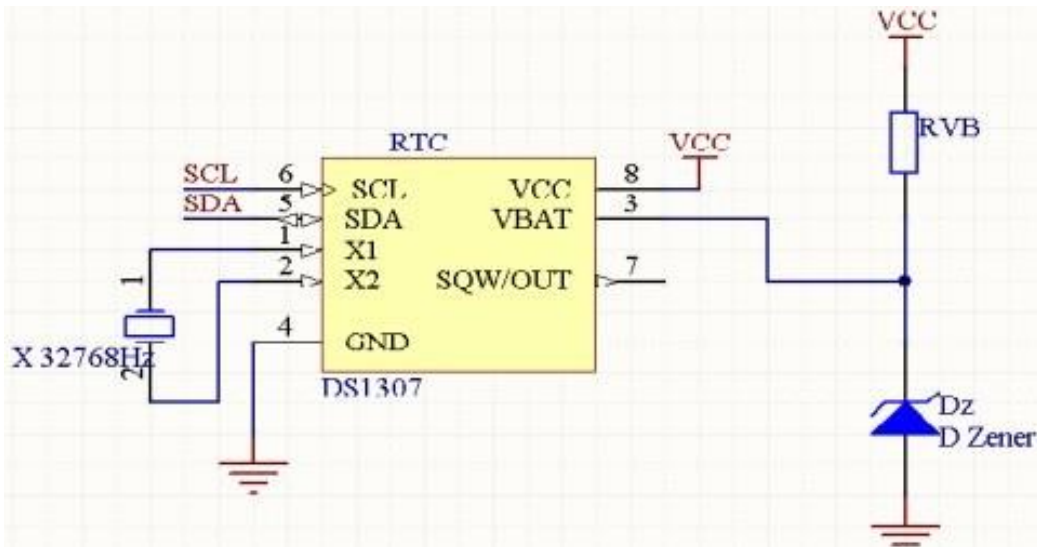 VCC
RVB
RTC
VCC
SCL 6 SCL VCC 8
SDA 5 SDA VBAT 3
1 X1
1 2 X2 SQW/OUT 7
4 GND
X 32768Hz
2
DS1307
Dz
D Zener